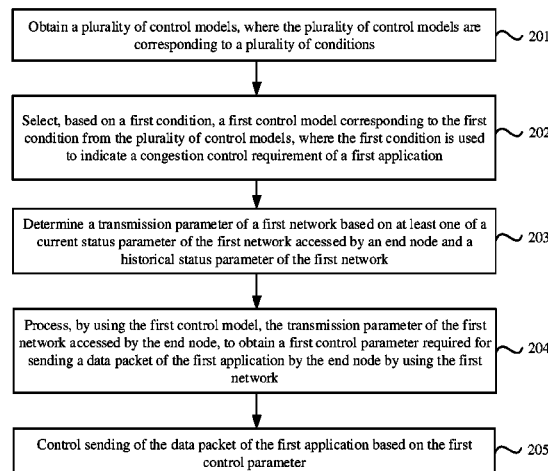 Obtain a plurality of control models, where the plurality of control models are
corresponding to a plurality of conditions
201
Select, based on a first condition, a first control model corresponding to the first
condition from the plurality of control models, where the first condition is used
to indicate a congestion control requirement of a first application
202
Determine a transmission parameter of a first network based on at least one of a
current status parameter of the first network accessed by an end node and a
historical status parameter of the first network
203
Process, by using the first control model, the transmission parameter of the first
network accessed by the end node, to obtain a first control parameter required for
sending a data packet of the first application by the end node by using the first
network
204
Control sending of the data packet of the first application based on the first
control parameter
205